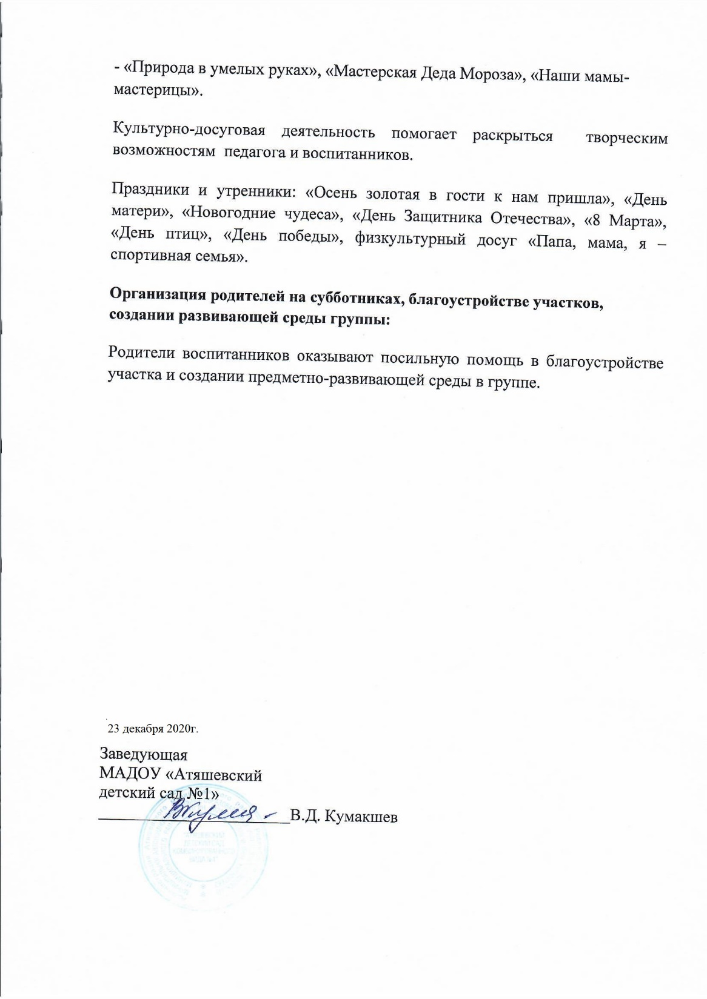 - «Природа в умелых руках», «Мастерская Деда Мороза», «Наши мамы-
мастерицы».
Культурно-досуговая деятельность помогает раскрыться творческим
возможностям педагога и воспитанников.
Праздники и утренники: «Осень золотая в гости к нам пришла», «День
матери», «Новогодние чудеса», «День Защитника Отечества», «8 Марта»,
«День птиц», «День победы», физкультурный досуг «Папа, мама, я –
спортивная семья».
Организация родителей на субботниках, благоустройстве участков,
создании развивающей среды группы:
Родители воспитанников оказывают посильную помощь в благоустройстве
участка и создании предметно-развивающей среды в группе.
23 декабря 2020г.
Заведующая
МАДОУ «Атяшевский
детский сад №1»
В.Д. Кумакшев